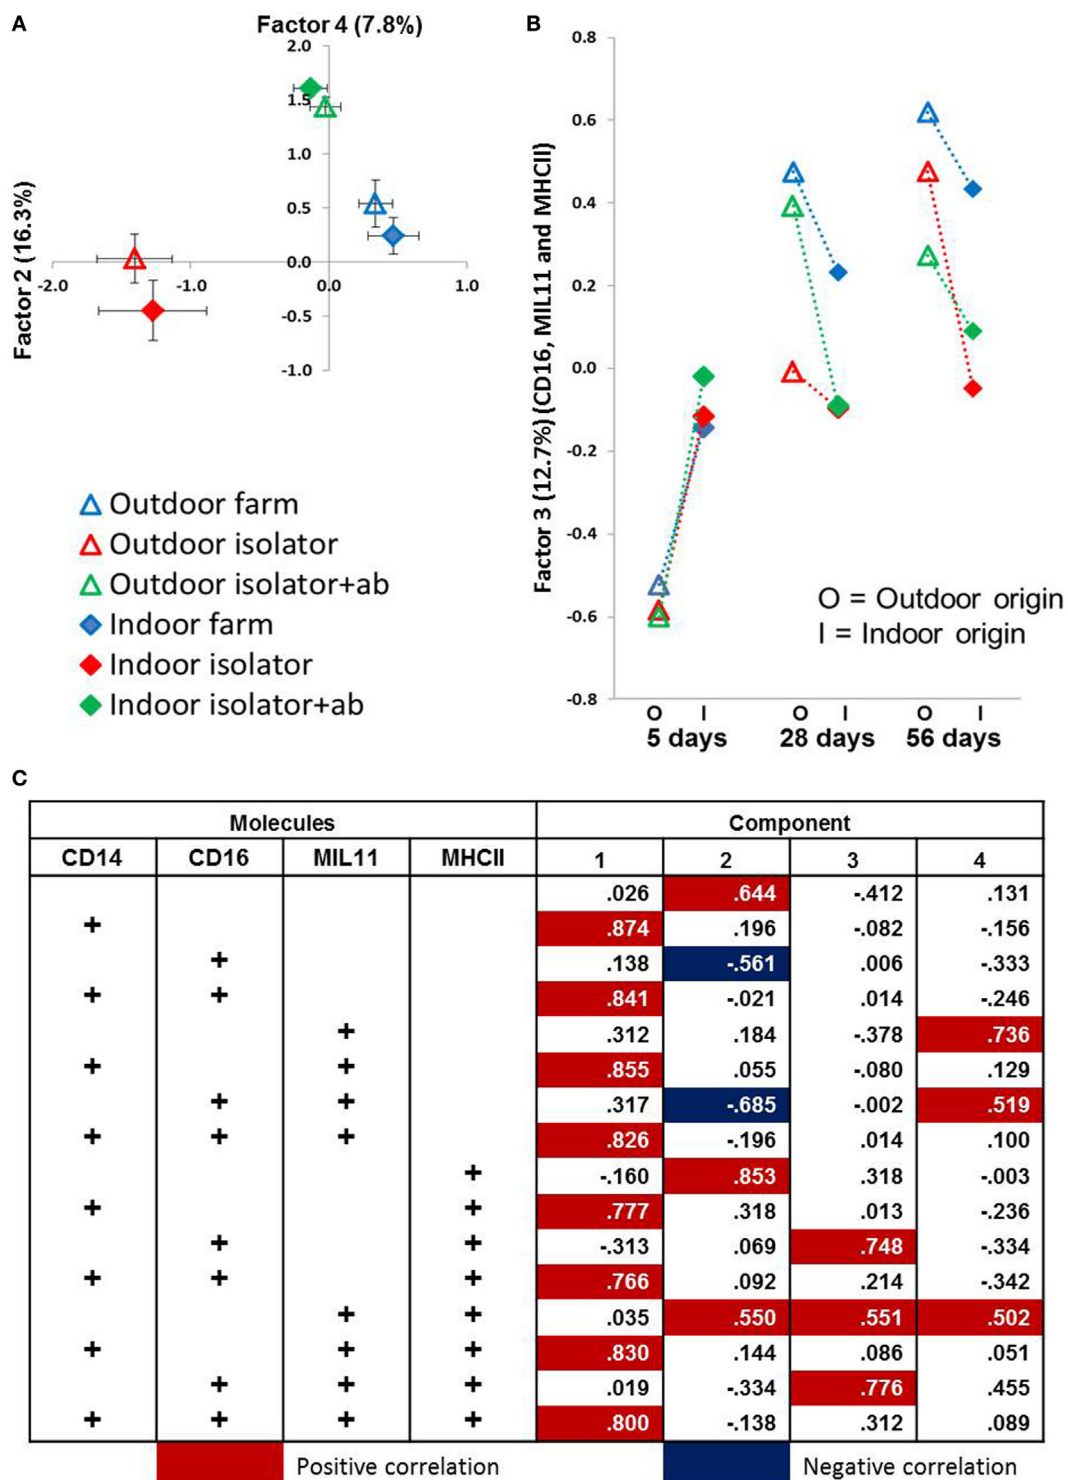 A
Factor 4 (7.8%)
2.0
1.5
1.0
0.5
0.0
-2.0
-1.0
0.0
1.0
-0.5
-1.0
Factor 2 (16.3%)
Outdoor farm
Outdoor isolator
Outdoor isolator+ab
Indoor farm
Indoor isolator
Indoor isolator+ab
B
Factor 3 (12.7%) (CD16, MIL11 and MHCII)
0.8
0.6
0.4
0.2
0.0
-0.2
-0.4
-0.6
-0.8
O = Outdoor origin
I = Indoor origin
O I O I O I
5 days 28 days 56 days
C
Molecules Component
CD14 CD16 MIL11 MHCII 1 2 3 4
.026 .644 -.412 .131
+ .874 .196 -.082 -.156
+ .138 -.561 .006 -.333
+ + .841 -.021 .014 -.246
+ .312 .184 -.378 .736
+ + .855 .055 -.080 .129
+ + .317 -.685 -.002 .519
+ + + .826 -.196 .014 .100
+ -.160 .853 .318 -.003
+ + .777 .318 .013 -.236
+ + -.313 .069 .748 -.334
+ + + .766 .092 .214 -.342
+ + .035 .550 .551 .502
+ + + .830 .144 .086 .051
+ + + .019 -.334 .776 .455
+ + + + .800 -.138 .312 .089
Positive correlation Negative correlation